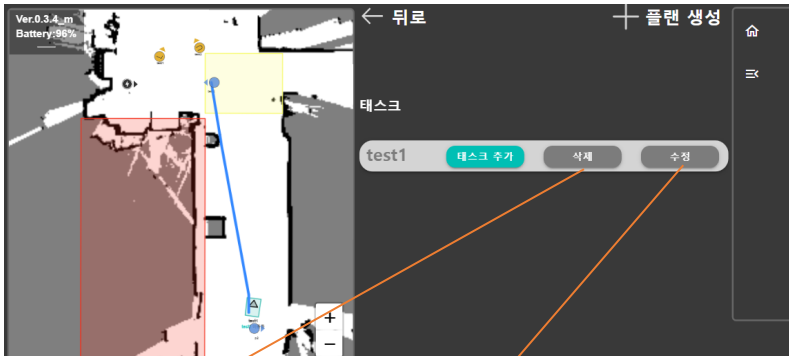 Ver.0.3.4_m
Battery:96%
← 뒤로
+ 플랜 생성
태스크
test1
태스크 추가
삭제
수정
+
−